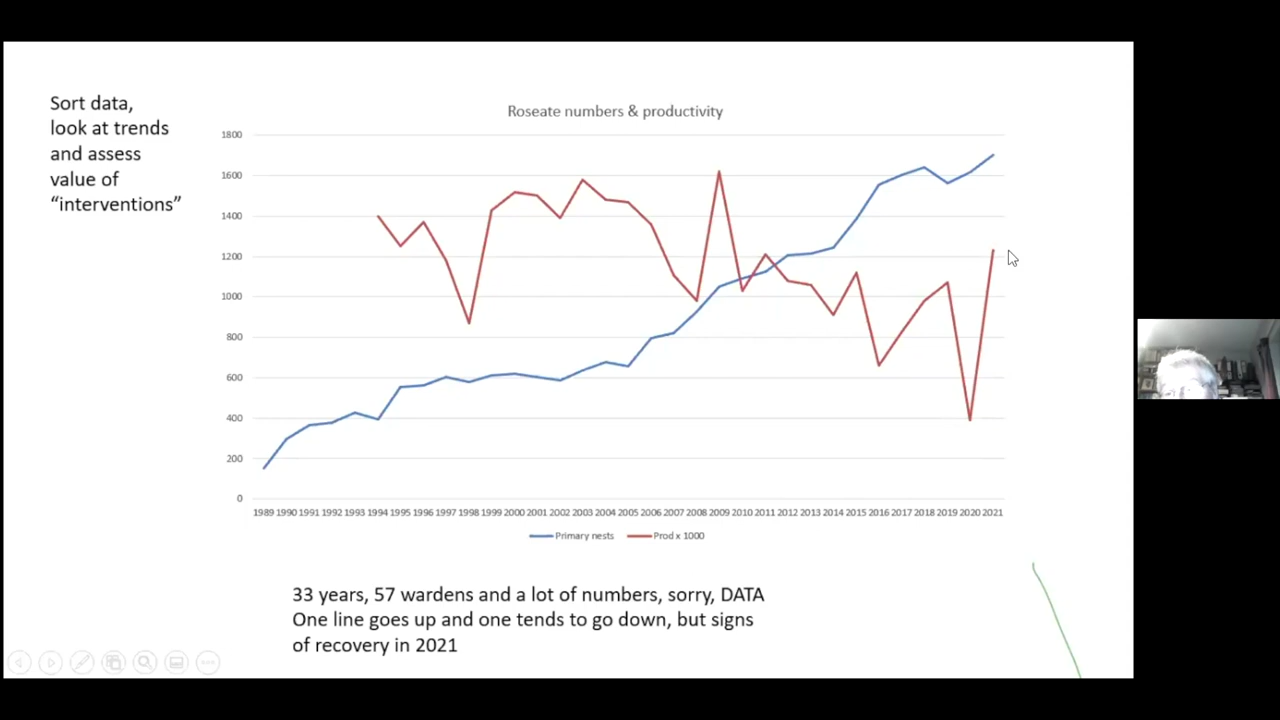 Sort data,
look at trends
and assess
value of
“interventions”
Roseate numbers & productivity
1800
1600
1400
1200
1000
800
600
400
200
0
1989 1990 1991 1992 1993 1994 1995 1996 1997 1998 1999 2000 2001 2002 2003 2004 2005 2006 2007 2008 2009 2010 2011 2012 2013 2014 2015 2016 2017 2018 2019 2020 2021
Primary nests Prod x 1000
33 years, 57 wardens and a lot of numbers, sorry, DATA
One line goes up and one tends to go down, but signs
of recovery in 2021